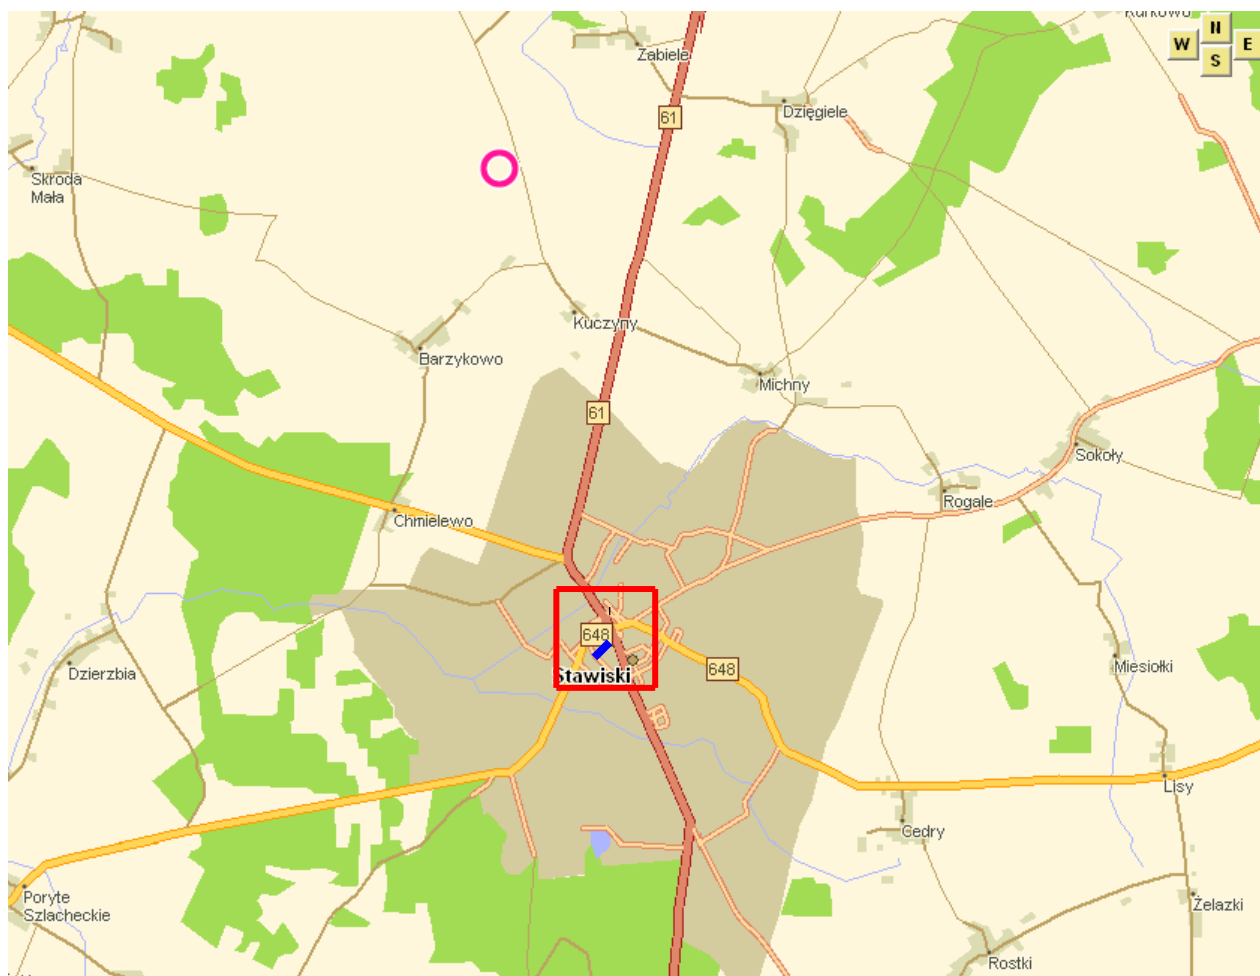 Kurkowo
N
W
E
S
Zabiele
61
Dzięgiele
Skroda
Mała
Kuczyny
Barzykowo
Michny
61
Sokoły
Rogale
Chmielewo
648
Stawiski
648
Miesiołki
Dzierzbia
Lisy
Cedry
Poryte
Szlacheckie
Żelazki
Rostki